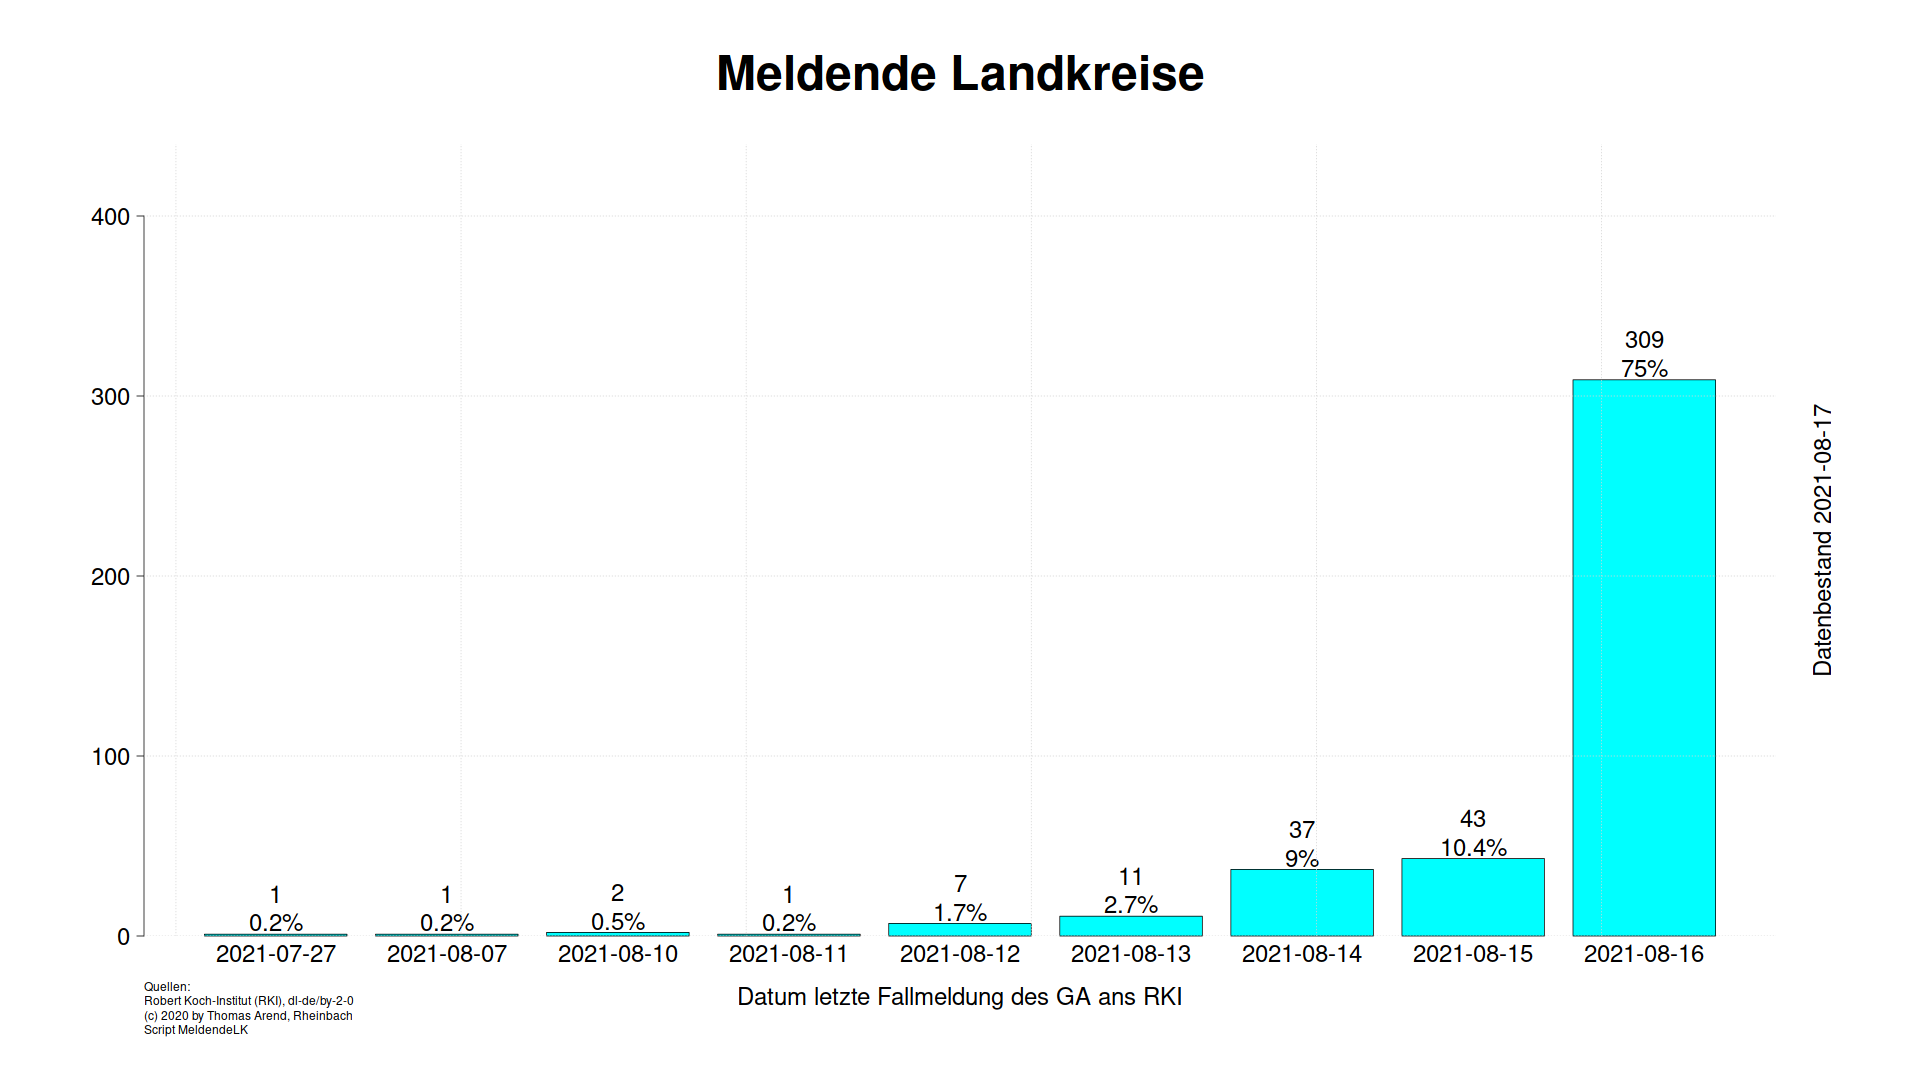 Meldende Landkreise
400
300
200
100
0
1
0.2%
1
0.2%
2
0.5%
1
0.2%
7
1.7%
11
2.7%
37
9%
43
10.4%
309
75%
2021-07-27 2021-08-07 2021-08-10 2021-08-11 2021-08-12 2021-08-13 2021-08-14 2021-08-15 2021-08-16
Datum letzte Fallmeldung des GA ans RKI
Datenbestand 2021-08-17
Quellen:
Robert Koch-Institut (RKI), dl-de/by-2-0
(c) 2020 by Thomas Arend, Rheinbach
Script MeldendeLK